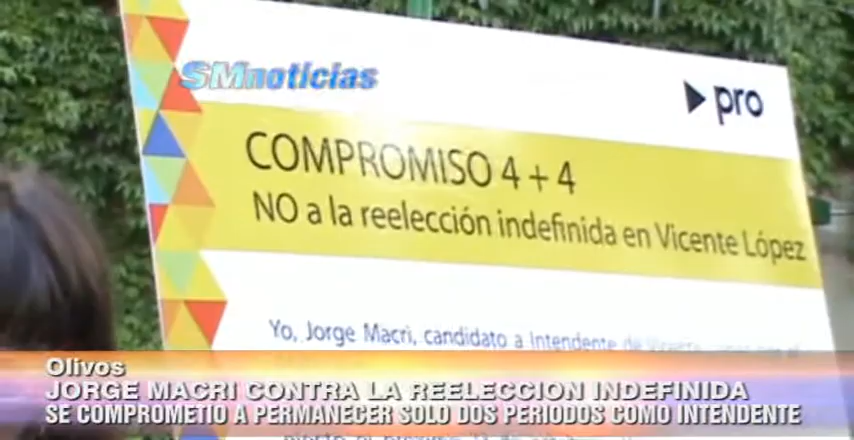 SMnoticias
pro
COMPROMISO 4 + 4
NO a la reelección indefinida en Vicente López
Yo, Jorge Macri, candidato a Intendente de
Olivos
JORGE MACRI CONTRA LA REELECCION INDEFINIDA
SE COMPROMETIO A PERMANECER SOLO DOS PERIODOS COMO INTENDENTE